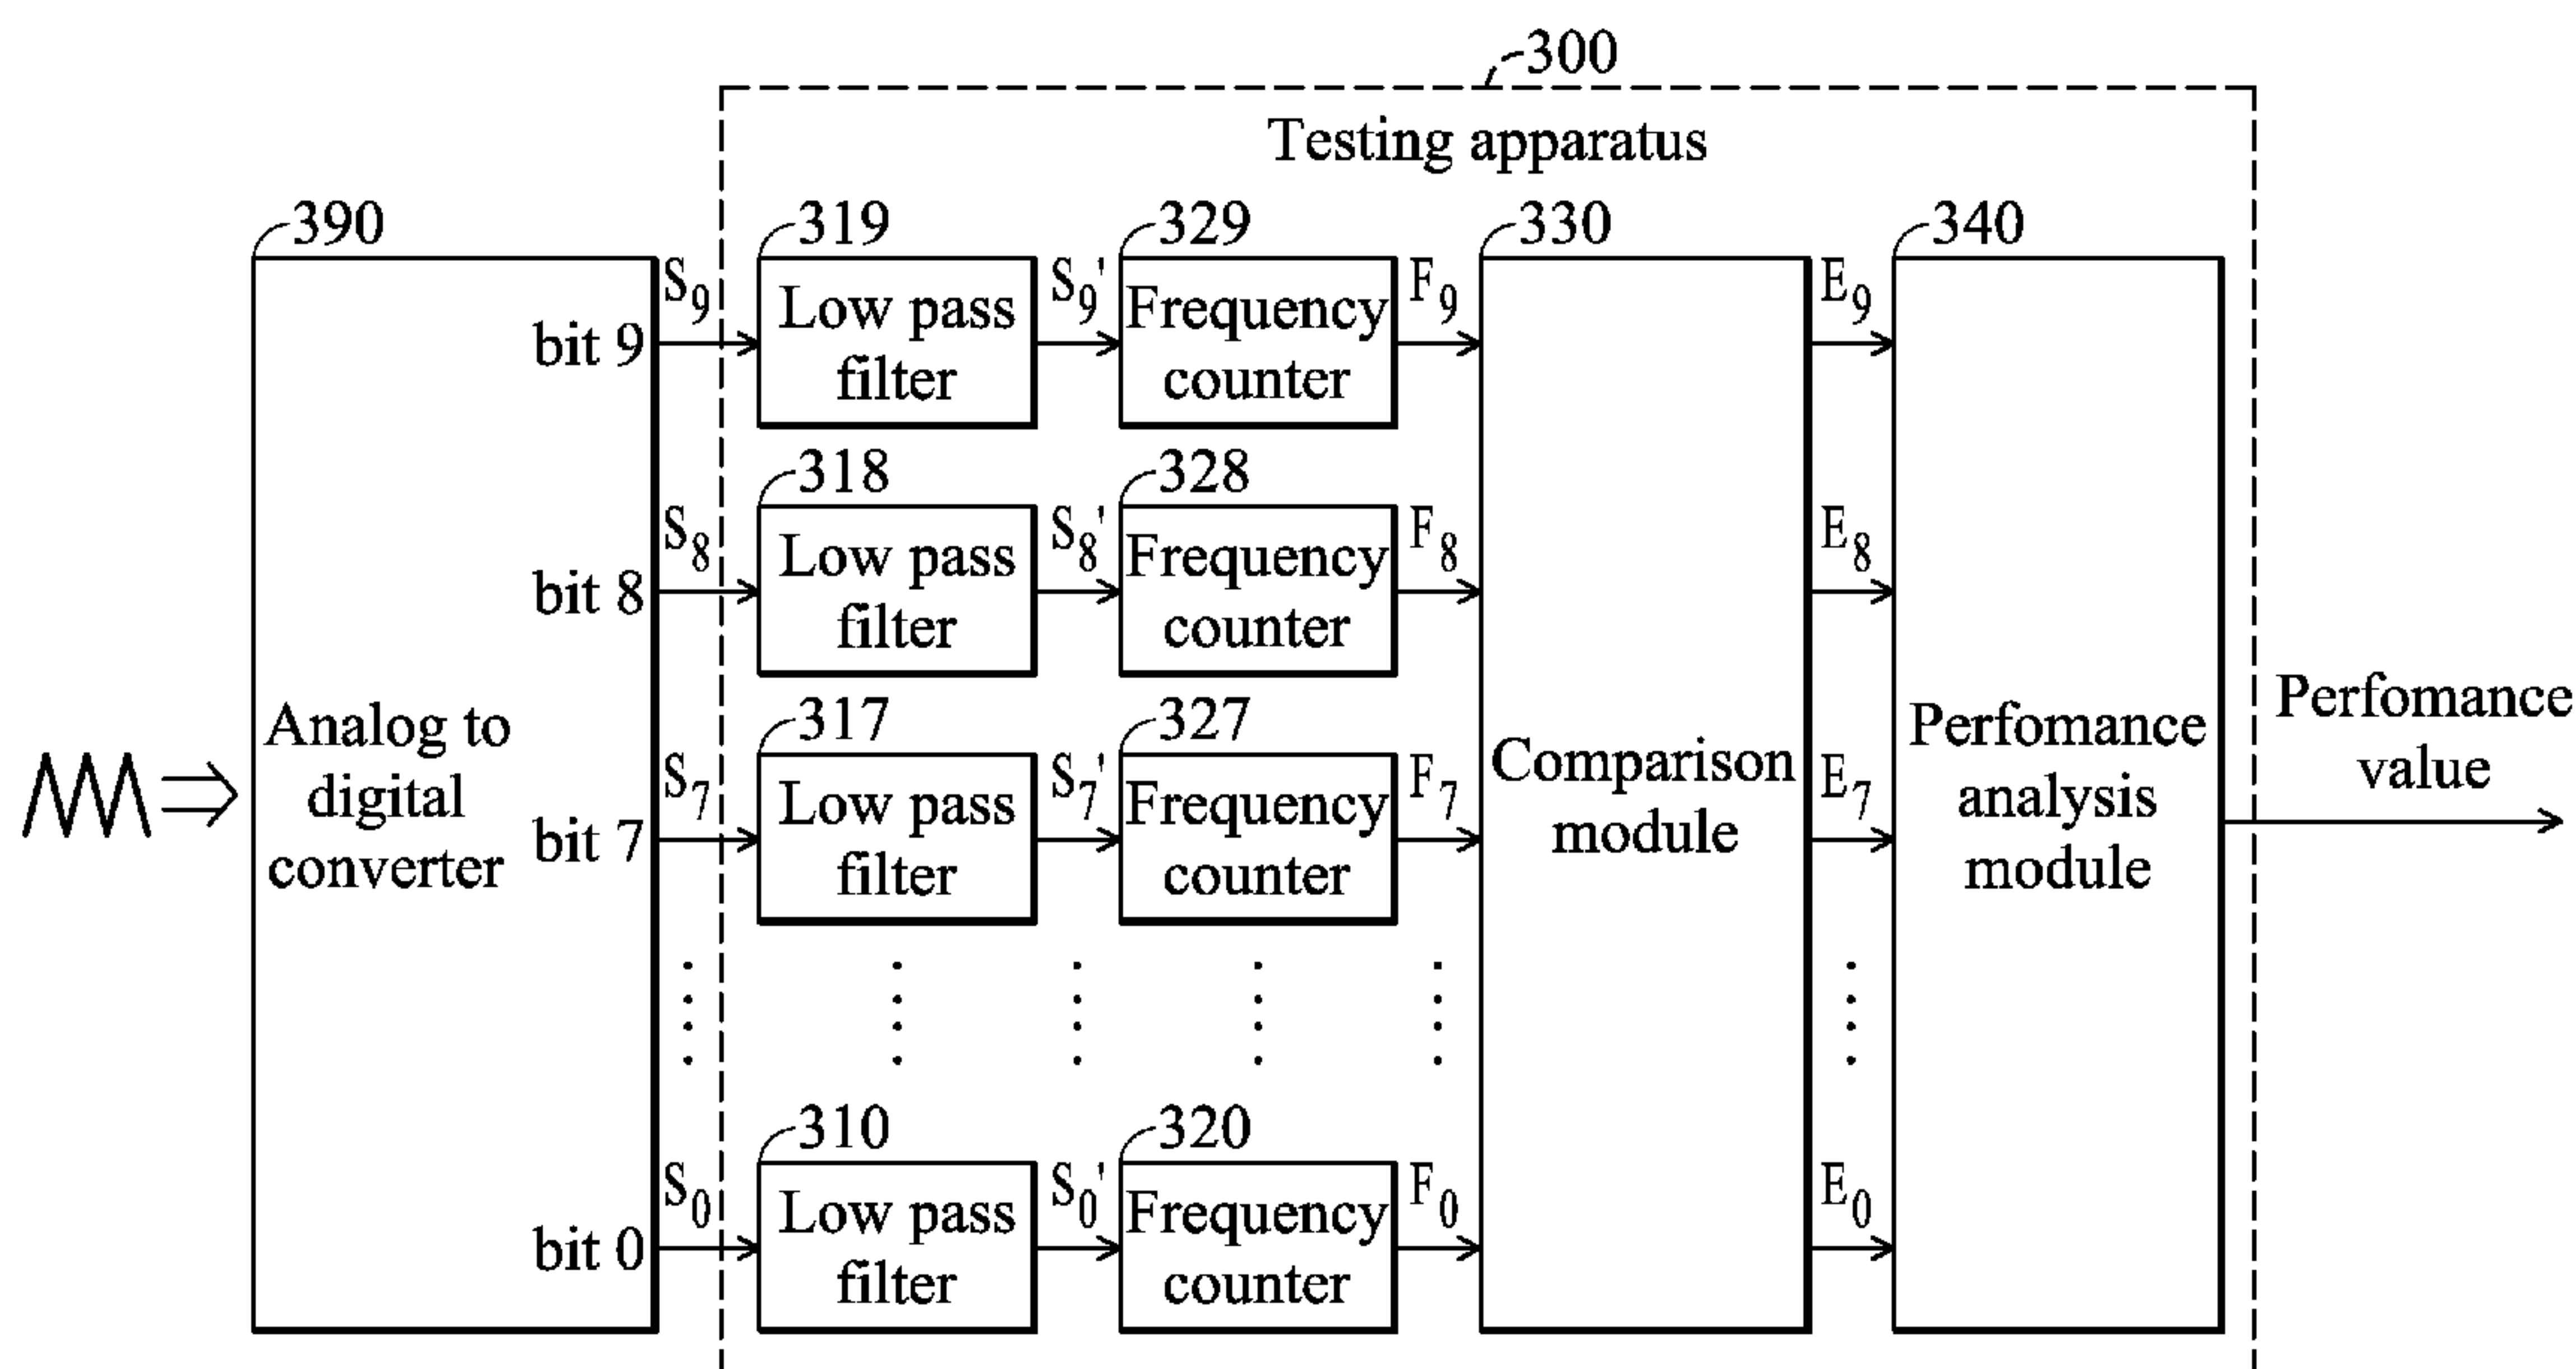 300
Testing apparatus
390
319
329
330
340
S9
S9'
F9
E9
bit 9
Low pass
filter
Frequency
counter
318
328
S8
S8'
F8
E8
bit 8
Low pass
filter
Frequency
counter
317
327
S7
S7'
F7
E7
bit 7
Low pass
filter
Frequency
counter
Analog to
digital
converter
Comparison
module
Perfomance
analysis
module
Perfomance
value
310
320
S0
S0'
F0
E0
bit 0
Low pass
filter
Frequency
counter